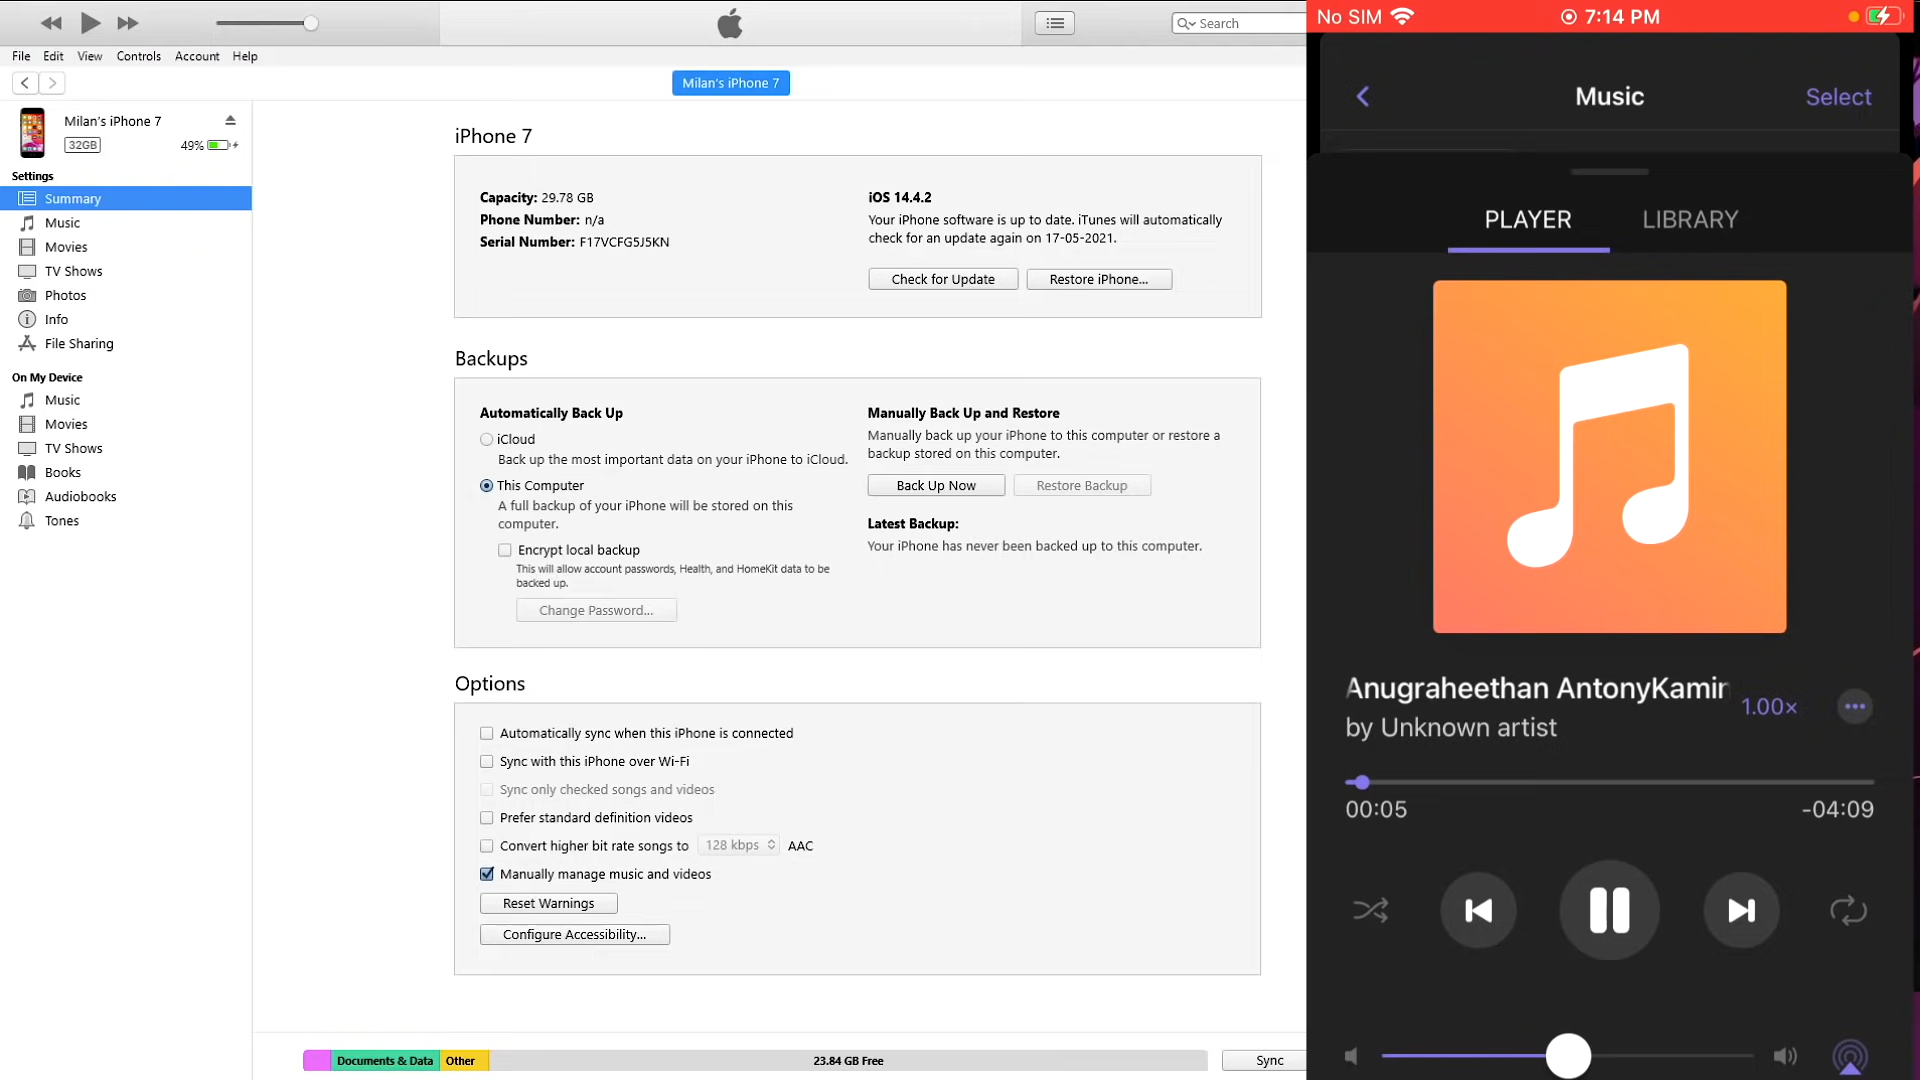 Search
File Edit View Controls Account Help
Milan's iPhone 7
Milan's iPhone 7
32GB
49%
Settings
Summary
Music
Movies
TV Shows
Photos
Info
File Sharing
On My Device
Music
Movies
TV Shows
Books
Audiobooks
Tones
iPhone 7
Capacity: 29.78 GB
Phone Number: n/a
Serial Number: F17VCFG5J5KN
iOS 14.4.2
Your iPhone software is up to date. iTunes will automatically
check for an update again on 17-05-2021.
Check for Update Restore iPhone...
Backups
Automatically Back Up
iCloud
Back up the most important data on your iPhone to iCloud.
This Computer
A full backup of your iPhone will be stored on this
computer.
Encrypt local backup
This will allow account passwords, Health, and HomeKit data to be
backed up.
Change Password...
Manually Back Up and Restore
Manually back up your iPhone to this computer or restore a
backup stored on this computer.
Back Up Now Restore Backup
Latest Backup:
Your iPhone has never been backed up to this computer.
Options
Automatically sync when this iPhone is connected
Sync with this iPhone over Wi-Fi
Sync only checked songs and videos
Prefer standard definition videos
Convert higher bit rate songs to 128 kbps AAC
Manually manage music and videos
Reset Warnings
Configure Accessibility...
Documents & Data Other 23.84 GB Free Sync
No SIM 7:14 PM
Music Select
PLAYER LIBRARY
Anugraheethan AntonyKamin
by Unknown artist
1.00×
00:05 -04:09